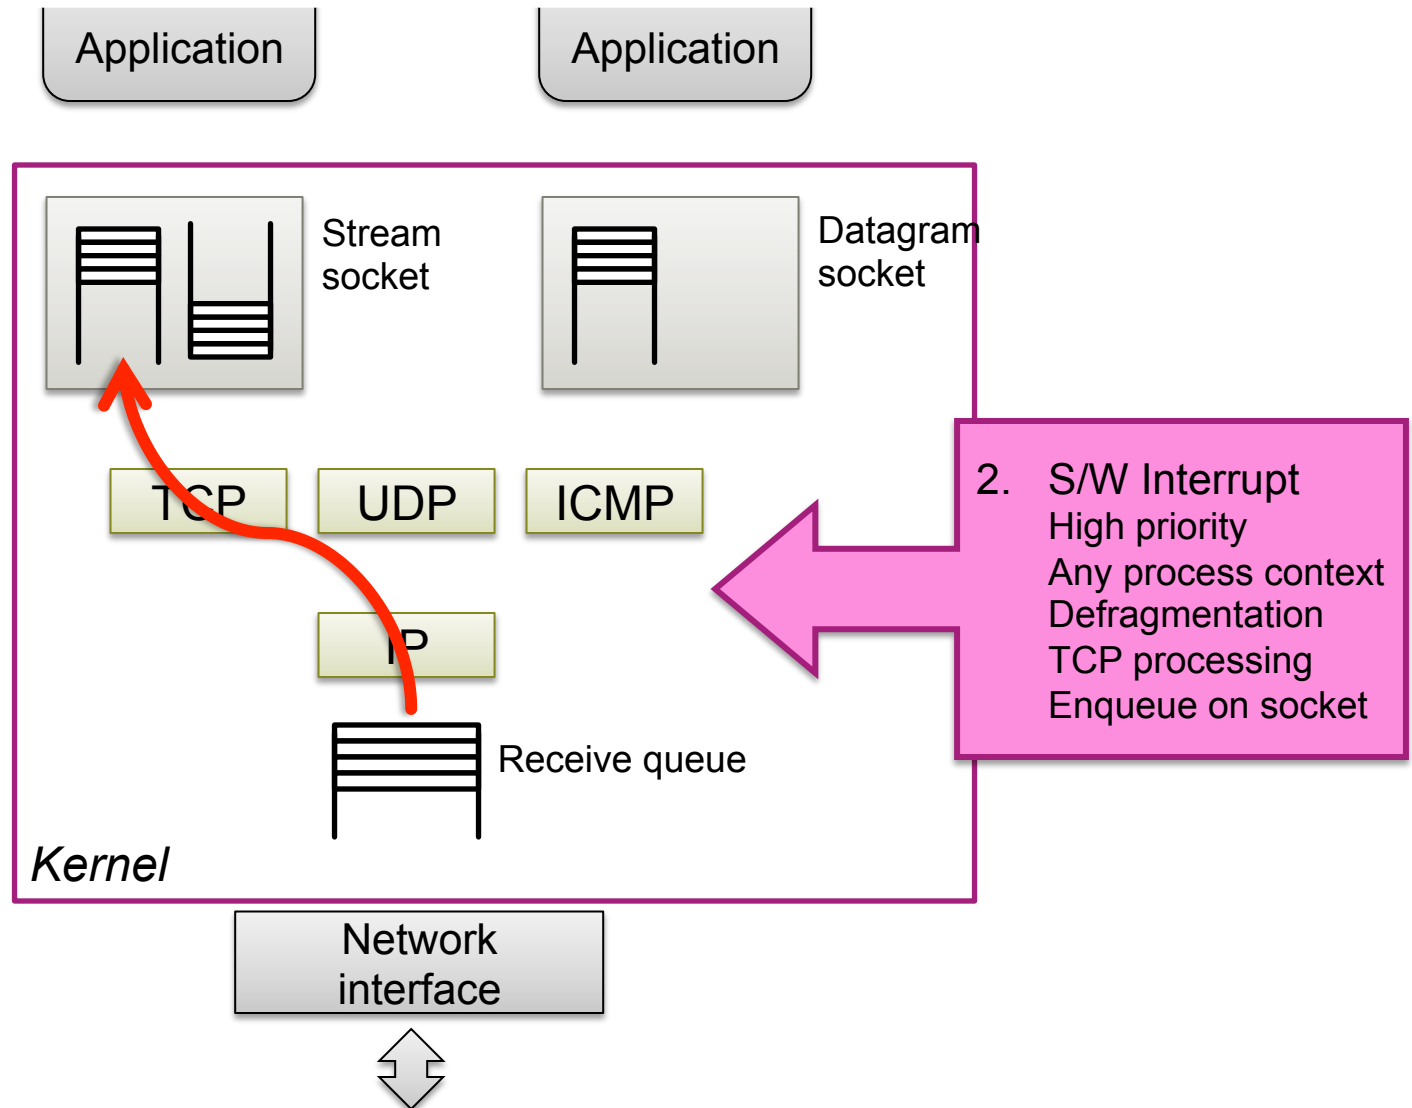 Application
Application
Stream
socket
Datagram
socket
TCP
UDP
ICMP
2. S/W Interrupt
High priority
Any process context
Defragmentation
TCP processing
Enqueue on socket
IP
Receive queue
Kernel
Network
interface